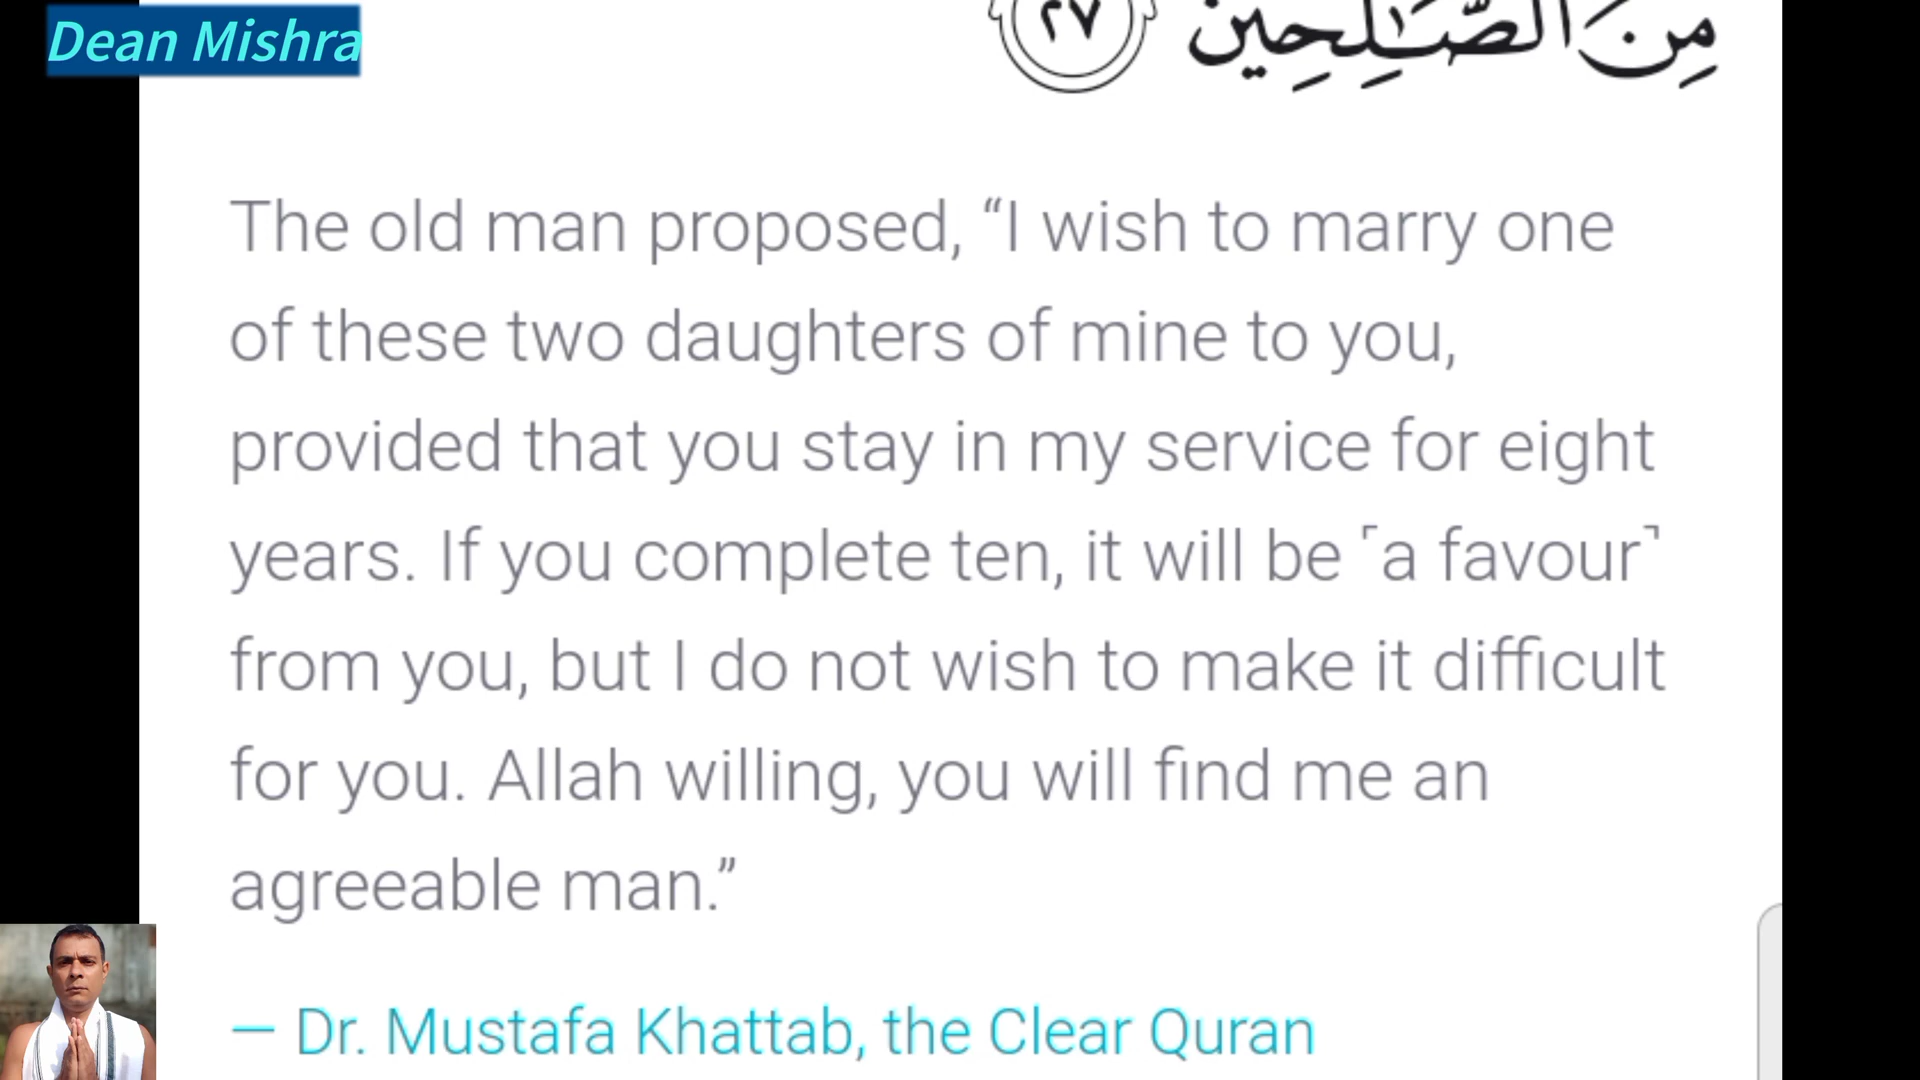 Dean Mishra
مِنَ الصَّـٰلِحِينَ ٢٧
The old man proposed, “I wish to marry one
of these two daughters of mine to you,
provided that you stay in my service for eight
years. If you complete ten, it will be ˹a favour˺
from you, but I do not wish to make it difficult
for you. Allah willing, you will find me an
agreeable man.”
— Dr. Mustafa Khattab, the Clear Quran